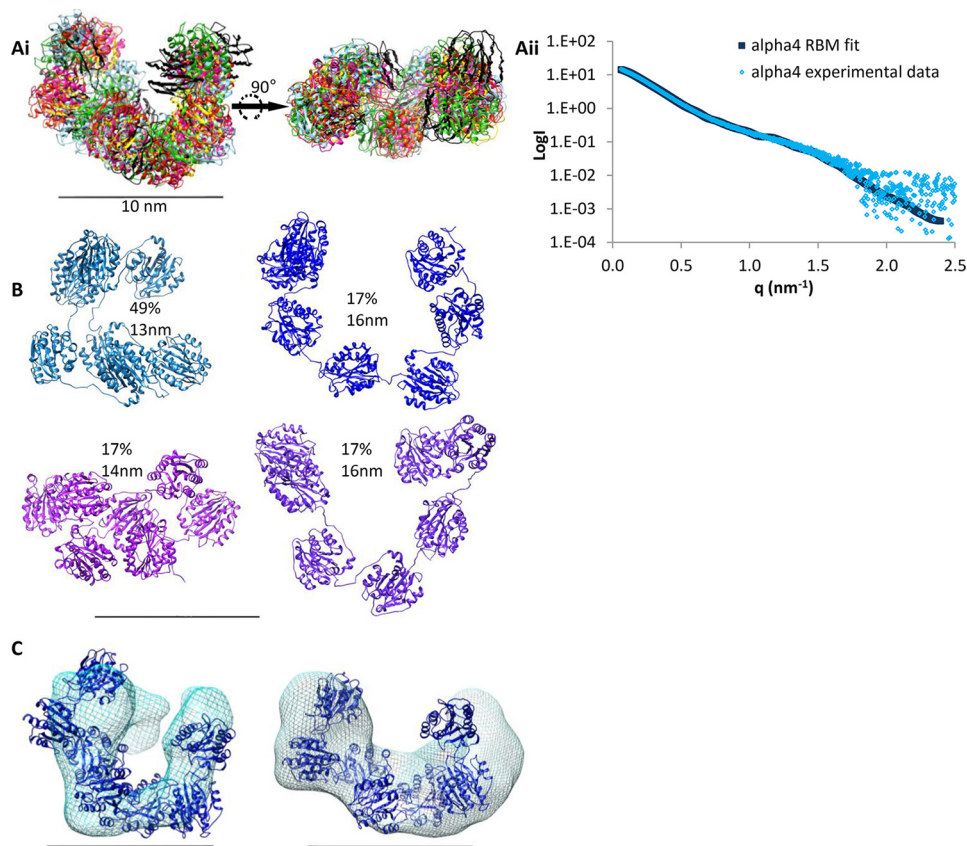 Ai
90°
10 nm
Aii
alpha4 RBM fit
alpha4 experimental data
LogI
1.E+02
1.E+01
1.E+00
1.E-01
1.E-02
1.E-03
1.E-04
0.0 0.5 1.0 1.5 2.0 2.5
q (nm⁻¹)
B
49%
13nm
17%
16nm
17%
14nm
17%
16nm
C